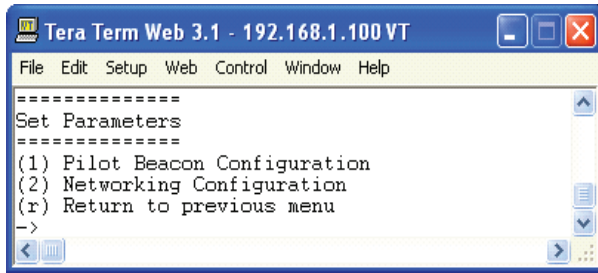 Tera Term Web 3.1 - 192.168.1.100 VT
File Edit Setup Web Control Window Help
===============
Set Parameters
===============
(1) Pilot Beacon Configuration
(2) Networking Configuration
(r) Return to previous menu
->